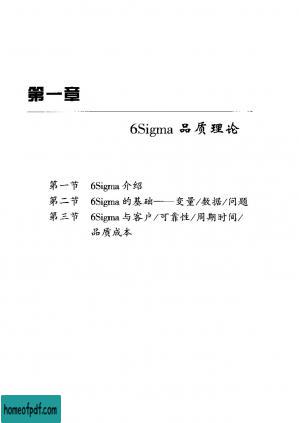 第一章
6Sigma 品质理论
第一节 6Sigma 介绍
第二节 6Sigma 的基础——变量/数据/问题
第三节 6Sigma 与客户/可靠性/周期时间/
品质成本
homeofpdf.com